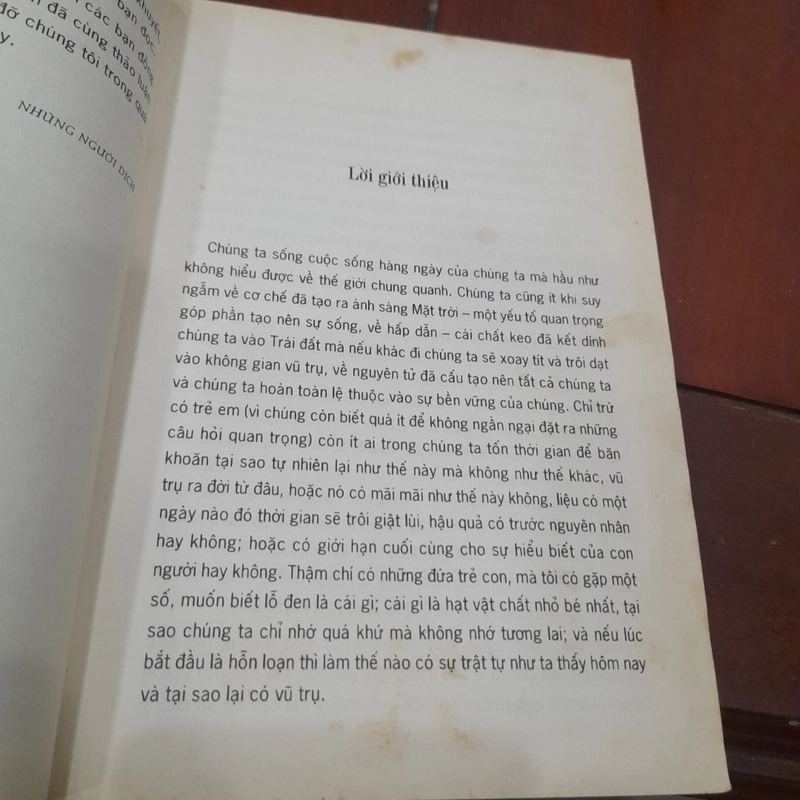 khuyết
các bạn đọc.
các bạn đồng
đã cùng thảo luận
đỡ chúng tôi trong quá
y.
NHỮNG NGƯỜI DỊCH
Lời giới thiệu
Chúng ta sống cuộc sống hàng ngày của chúng ta mà hầu như
không hiểu được về thế giới chung quanh. Chúng ta cũng ít khi suy
ngẫm về cơ chế đã tạo ra ánh sáng Mặt trời – một yếu tố quan trọng
góp phần tạo nên sự sống, về hấp dẫn – cái chất keo đã kết dính
chúng ta vào Trái đất mà nếu khác đi chúng ta sẽ xoay tít và trôi dạt
vào không gian vũ trụ, về nguyên tử đã cấu tạo nên tất cả chúng ta
và chúng ta hoàn toàn lệ thuộc vào sự bền vững của chúng. Chỉ trừ
có trẻ em (vì chúng còn biết quá ít để không ngần ngại đặt ra những
câu hỏi quan trọng) còn ít ai trong chúng ta tốn thời gian để băn
khoăn tại sao tự nhiên lại như thế này mà không như thế khác, vũ
trụ ra đời từ đâu, hoặc nó có mãi mãi như thế này không, liệu có một
ngày nào đó thời gian sẽ trôi giật lùi, hậu quả có trước nguyên nhân
hay không; hoặc có giới hạn cuối cùng cho sự hiểu biết của con
người hay không. Thậm chí có những đứa trẻ con, mà tôi có gặp một
số, muốn biết lỗ đen là cái gì; cái gì là hạt vật chất nhỏ bé nhất, tại
sao chúng ta chỉ nhớ quá khứ mà không nhớ tương lai; và nếu lúc
bắt đầu là hỗn loạn thì làm thế nào có sự trật tự như ta thấy hôm nay
và tại sao lại có vũ trụ.